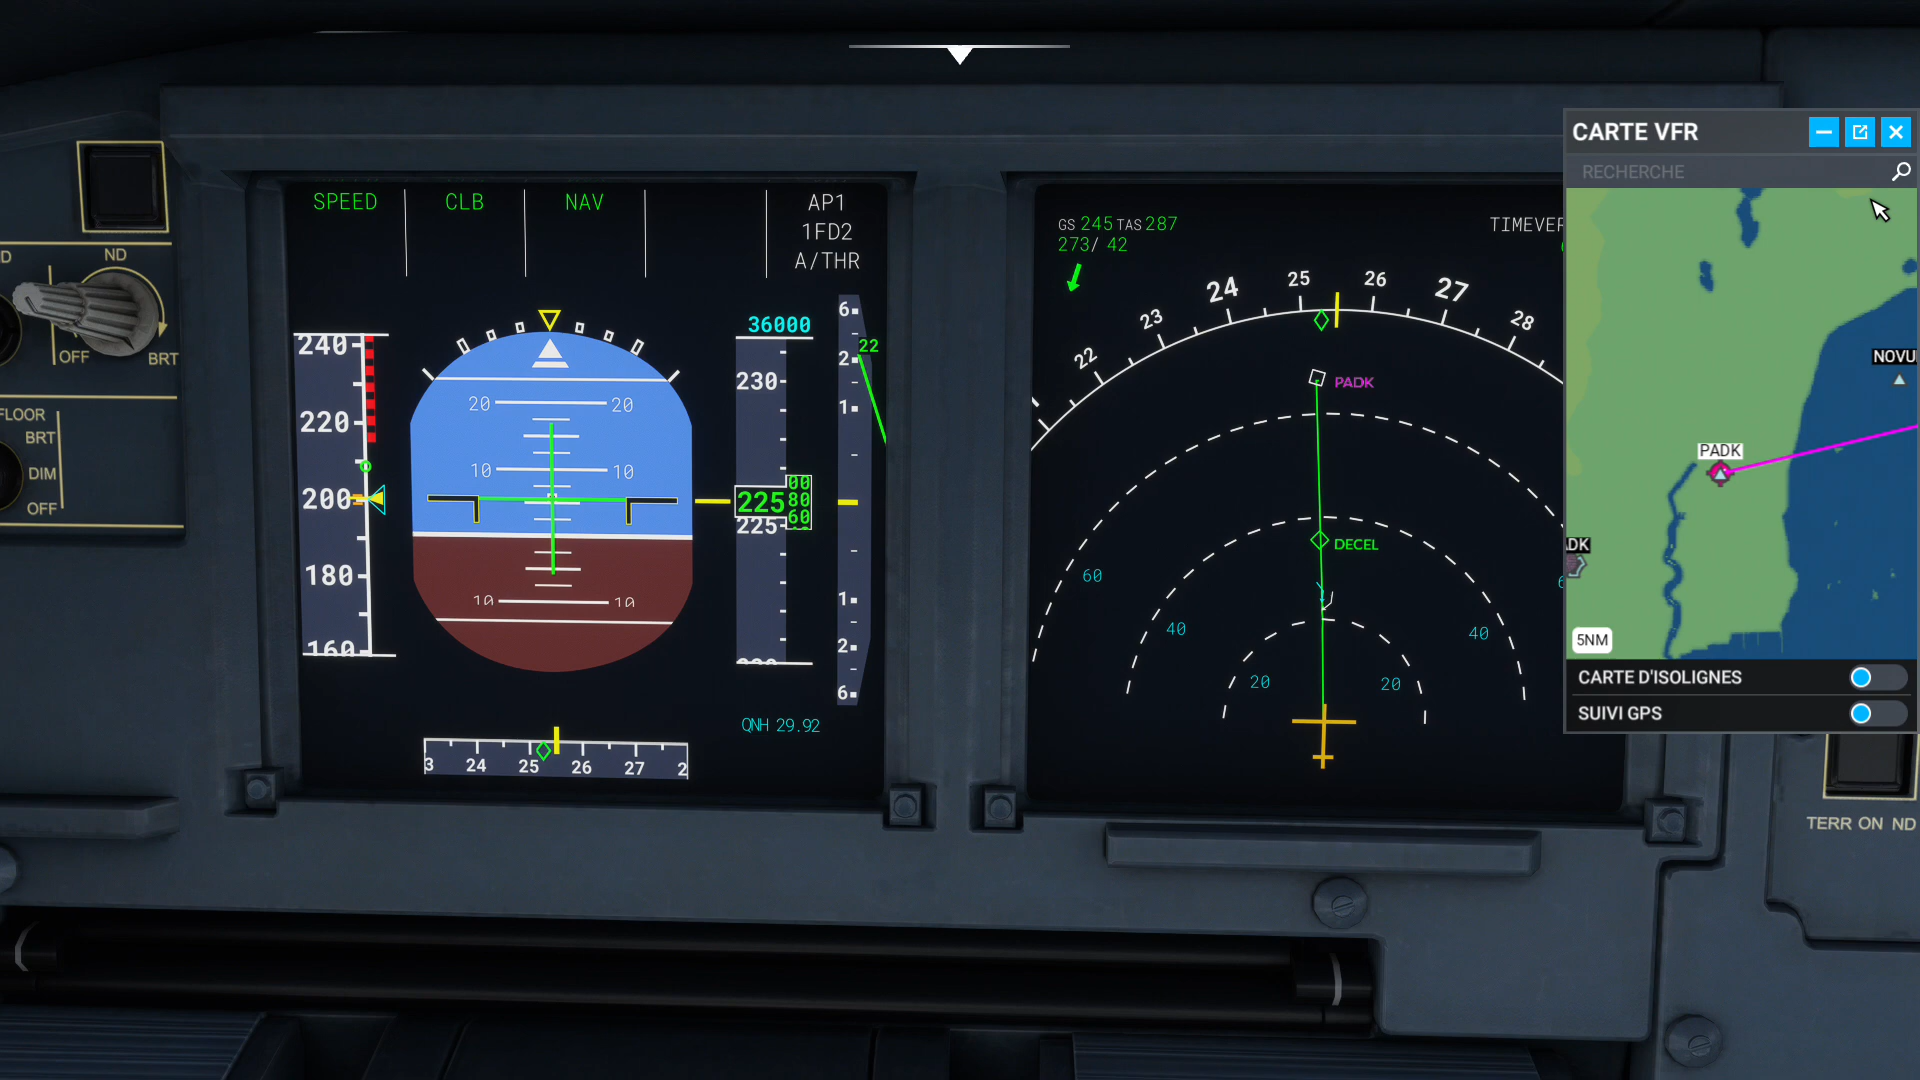 CARTE VFR
RECHERCHE
ND
OFF
BRT
FLOOR
BRT
DIM
OFF
SPEED
CLB
NAV
AP1
1FD2
A/THR
240
220
200
180
160
20 20
10 10
10 10
36000
230
225
00
80
60
225
6
2
1
1
2
6
22
QNH 29.92
3 24 25 26 27 2
GS 245 TAS 287
273/ 42
TIMEVER
22 23 24 25 26 27 28
PADK
DECEL
60
40 40
20 20
NOVU
PADK
DK
5NM
CARTE D'ISOLIGNES
SUIVI GPS
TERR ON ND